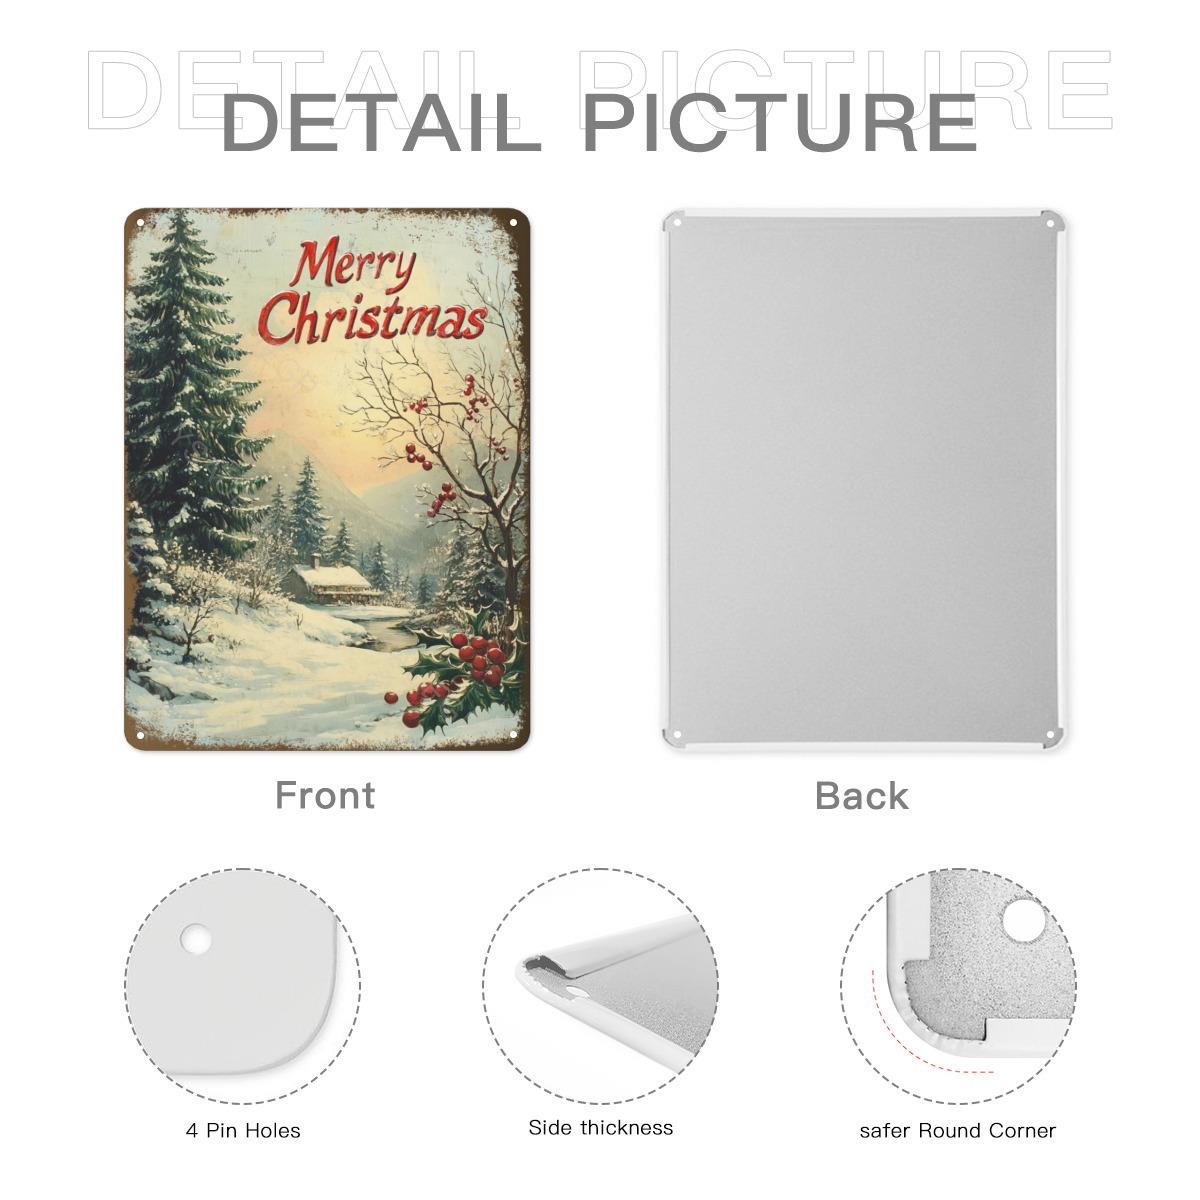 DETAIL PICTURE
DETAIL PICTURE
Merry
Christmas
Front
Back
4 Pin Holes
Side thickness
safer Round Corner